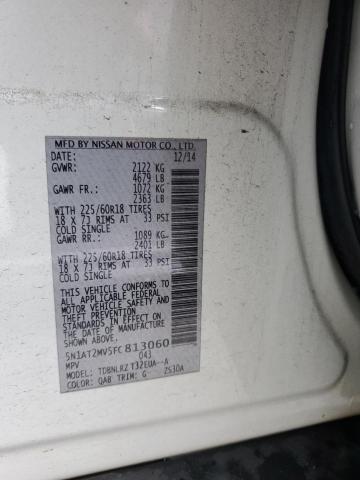 MFD BY NISSAN MOTOR CO., LTD.
DATE: 12/14
GVWR: 2122 KG
4679 LB
GAWR FR: 1072 KG
2363 LB
WITH 225/60R18 TIRES
18 X 7J RIMS AT 33 PSI
COLD SINGLE
GAWR RR: 1089 KG
2401 LB
WITH 225/60R18 TIRES
18 X 7J RIMS AT 33 PSI
COLD SINGLE
THIS VEHICLE CONFORMS TO ALL
APPLICABLE FEDERAL
MOTOR VEHICLE SAFETY AND
THEFT PREVENTION STANDARDS
IN EFFECT ON THE DATE OF MFR.
SHOWN ABOVE.
5N1AT2MV5FC 813060
MPV 043
MODEL: TDBNLRZ T32EUA--A
COLOR: QAB TRIM: G ZS30A